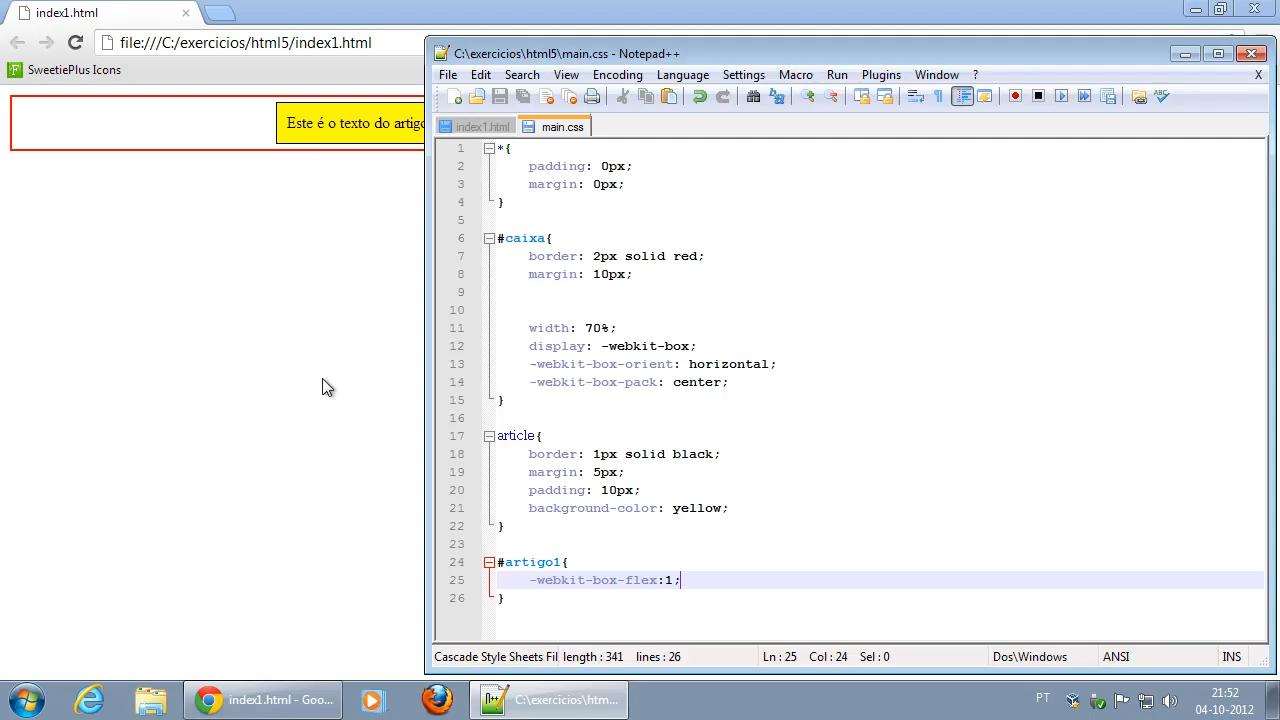 index1.html
file:///C:/exercicios/html5/index1.html
SweetiePlus Icons
Este é o texto do artigo
C:\exercicios\html5\main.css - Notepad++
File Edit Search View Encoding Language Settings Macro Run Plugins Window ? X
index1.html main.css
1 *{
2 padding: 0px;
3 margin: 0px;
4 }
5
6 #caixa{
7 border: 2px solid red;
8 margin: 10px;
9
10
11 width: 70%;
12 display: -webkit-box;
13 -webkit-box-orient: horizontal;
14 -webkit-box-pack: center;
15 }
16
17 article{
18 border: 1px solid black;
19 margin: 5px;
20 padding: 10px;
21 background-color: yellow;
22 }
23
24 #artigo1{
25 -webkit-box-flex:1;
26 }
Cascade Style Sheets Fil length : 341 lines : 26 Ln : 25 Col : 24 Sel : 0 Dos\Windows ANSI INS
index1.html - Goo... C:\exercicios\htm... PT 21:52
04-10-2012